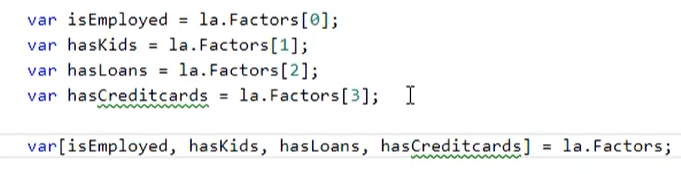 var isEmployed = la.Factors[0];
var hasKids = la.Factors[1];
var hasLoans = la.Factors[2];
var hasCreditcards = la.Factors[3];
var[isEmployed, hasKids, hasLoans, hasCreditcards] = la.Factors;